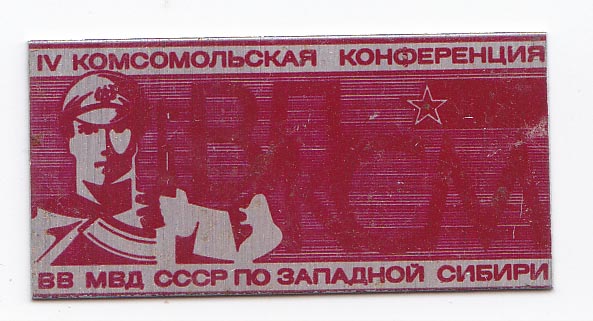 IV КОМСОМОЛЬСКАЯ КОНФЕРЕНЦИЯ
ВЛКСМ
ВВ МВД СССР ПО ЗАПАДНОЙ СИБИРИ